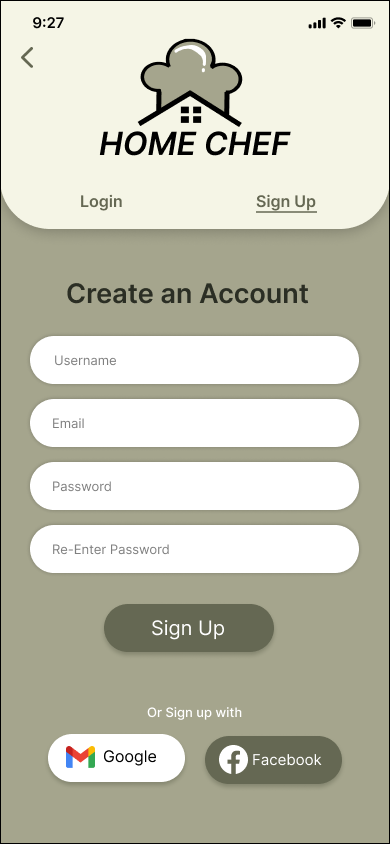 9:27
HOME CHEF
Login
Sign Up
Create an Account
Username
Email
Password
Re-Enter Password
Sign Up
Or Sign up with
Google
Facebook